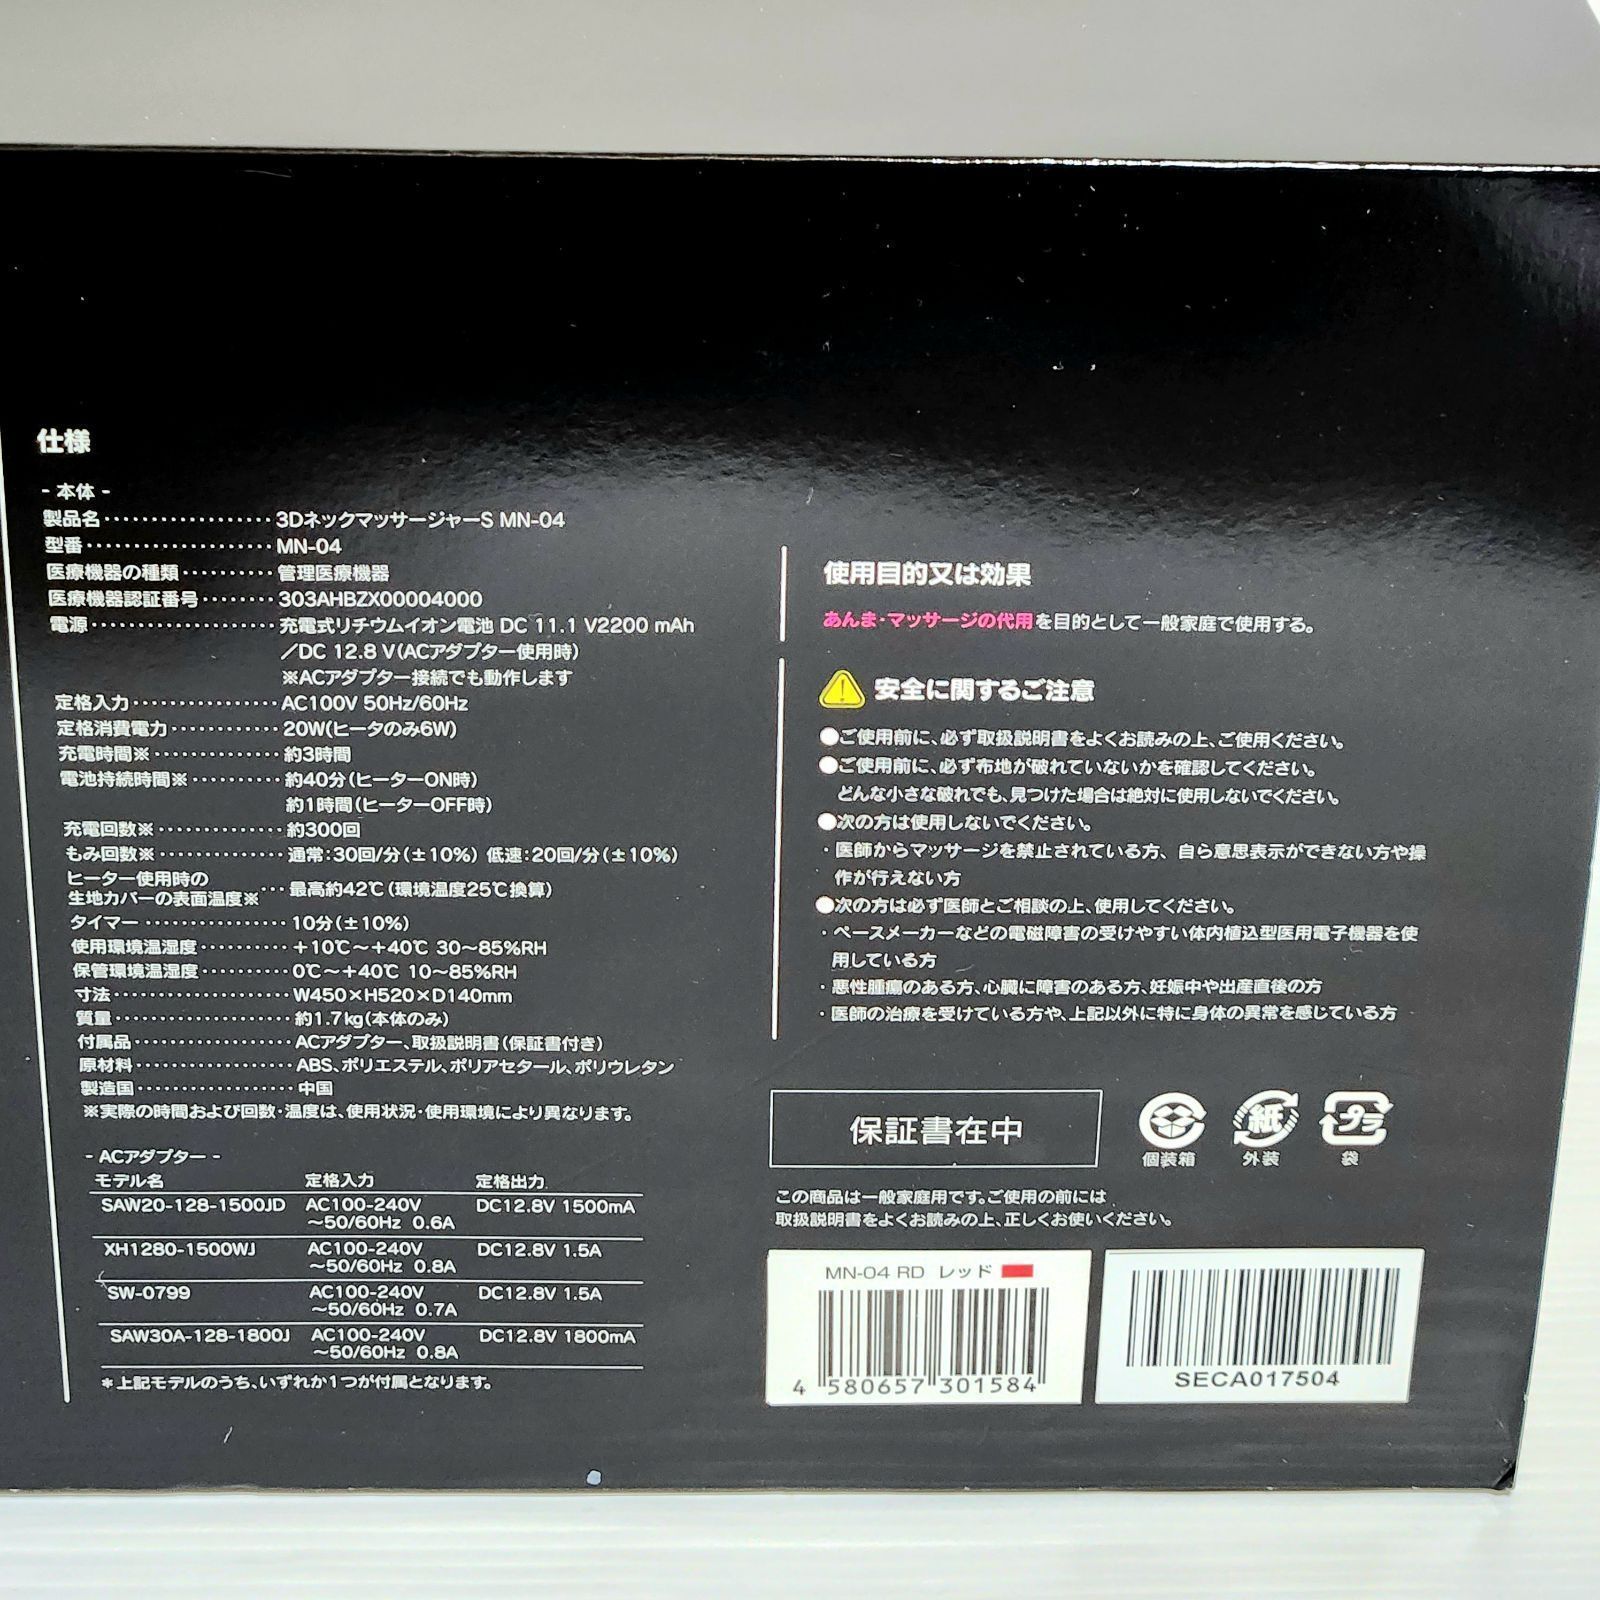 仕様
- 本体 -
製品名 3DネックマッサージャーS MN-04
型番 MN-04
医療機器の種類 管理医療機器
医療機器認証番号 303AHBZX00004000
電源 充電式リチウムイオン電池 DC 11.1 V2200 mAh
／DC 12.8 V(ACアダプター使用時)
※ACアダプター接続でも動作します
定格入力 AC100V 50Hz/60Hz
定格消費電力 20W(ヒータのみ6W)
充電時間※ 約3時間
電池持続時間※ 約40分(ヒーターON時)
約1時間(ヒーターOFF時)
充電回数※ 約300回
もみ回数※ 通常:30回/分(±10%) 低速:20回/分(±10%)
ヒーター使用時の
生地カバーの表面温度※ 最高約42℃(環境温度25℃換算)
タイマー 10分(±10%)
使用環境温湿度 +10℃~+40℃ 30~85%RH
保管環境温湿度 0℃~+40℃ 10~85%RH
寸法 W450×H520×D140mm
質量 約1.7kg(本体のみ)
付属品 ACアダプター、取扱説明書(保証書付き)
原材料 ABS、ポリエステル、ポリアセタール、ポリウレタン
製造国 中国
※実際の時間および回数・温度は、使用状況・使用環境により異なります。
- ACアダプター -
モデル名 定格入力 定格出力
SAW20-128-1500JD AC100-240V DC12.8V 1500mA
~50/60Hz 0.6A
XH1280-1500WJ AC100-240V DC12.8V 1.5A
~50/60Hz 0.8A
SW-0799 AC100-240V DC12.8V 1.5A
~50/60Hz 0.7A
SAW30A-128-1800J AC100-240V DC12.8V 1800mA
~50/60Hz 0.8A
*上記モデルのうち、いずれか1つが付属となります。
使用目的又は効果
あんま・マッサージの代用を目的として一般家庭で使用する。
安全に関するご注意
●ご使用前に、必ず取扱説明書をよくお読みの上、ご使用ください。
●ご使用前に、必ず布地が破れていないかを確認してください。
どんな小さな破れでも、見つけた場合は絶対に使用しないでください。
●次の方は使用しないでください。
・医師からマッサージを禁止されている方、自ら意思表示ができない方や操
作が行えない方
●次の方は必ず医師とご相談の上、使用してください。
・ペースメーカーなどの電磁障害の受けやすい体内植込型医用電子機器を使
用している方
・悪性腫瘍のある方、心臓に障害のある方、妊娠中や出産直後の方
・医師の治療を受けている方や、上記以外に特に身体の異常を感じている方
保証書在中
紙 プラ
個装箱 外装 袋
この商品は一般家庭用です。ご使用の前には
取扱説明書をよくお読みの上、正しくお使いください。
MN-04 RD レッド
4 580657 301584
SECA017504